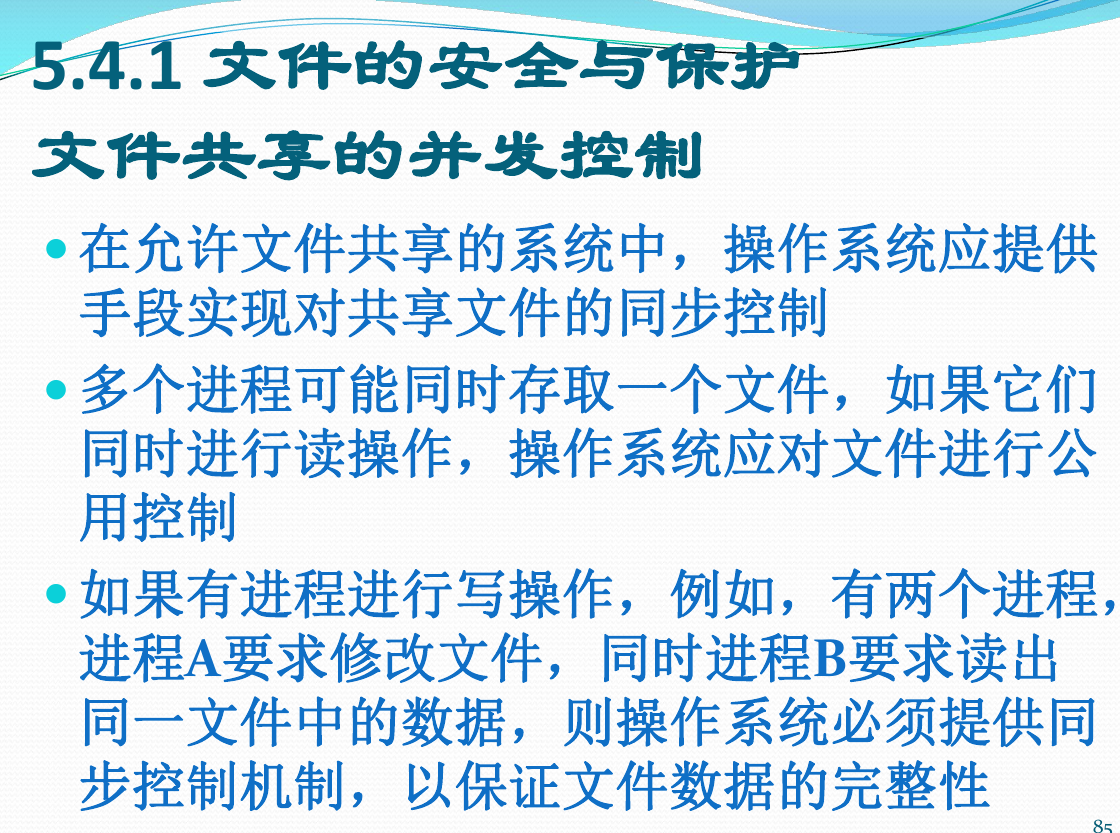 5.4.1 文件的安全与保护
文件共享的并发控制
在允许文件共享的系统中，操作系统应提供
手段实现对共享文件的同步控制
多个进程可能同时存取一个文件，如果它们
同时进行读操作，操作系统应对文件进行公
用控制
如果有进程进行写操作，例如，有两个进程，
进程A要求修改文件，同时进程B要求读出
同一文件中的数据，则操作系统必须提供同
步控制机制，以保证文件数据的完整性
85